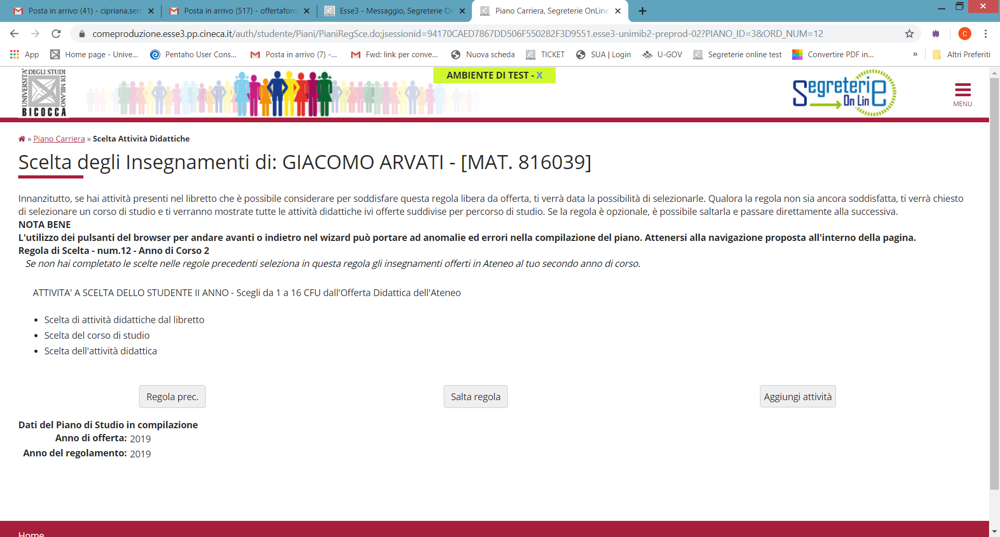 Posta in arrivo (41) - cipriana.serr
Posta in arrivo (517) - offertaform
Esse3 - Messaggio, Segreterie On
Piano Carriera, Segreterie OnLine
comeproduzione.esse3.pp.cineca.it/auth/studente/Piani/PianiRegSce.do;jsessionid=94170CAED7867DD506F550282F3D9551.esse3-unimib2-preprod-02?PIANO_ID=3&ORD_NUM=12
C
App
Home page - Unive...
Pentaho User Cons...
Posta in arrivo (7) -...
Fwd: link per conve...
Nuova scheda
TICKET
SUA | Login
U-GOV
Segreterie online test
Convertire PDF in...
»
Altri Preferiti
UNIVERSITÀ DEGLI STUDI DI MILANO
BICOCCA
AMBIENTE DI TEST - X
Segreterie
On Line
MENU
» Piano Carriera » Scelta Attività Didattiche
Scelta degli Insegnamenti di: GIACOMO ARVATI - [MAT. 816039]
Innanzitutto, se hai attività presenti nel libretto che è possibile considerare per soddisfare questa regola libera da offerta, ti verrà data la possibilità di selezionarle. Qualora la regola non sia ancora soddisfatta, ti verrà chiesto
di selezionare un corso di studio e ti verranno mostrate tutte le attività didattiche ivi offerte suddivise per percorso di studio. Se la regola è opzionale, è possibile saltarla e passare direttamente alla successiva.
NOTA BENE
L'utilizzo dei pulsanti del browser per andare avanti o indietro nel wizard può portare ad anomalie ed errori nella compilazione del piano. Attenersi alla navigazione proposta all'interno della pagina.
Regola di Scelta - num.12 - Anno di Corso 2
Se non hai completato le scelte nelle regole precedenti seleziona in questa regola gli insegnamenti offerti in Ateneo al tuo secondo anno di corso.
ATTIVITA' A SCELTA DELLO STUDENTE II ANNO - Scegli da 1 a 16 CFU dall'Offerta Didattica dell'Ateneo
• Scelta di attività didattiche dal libretto
• Scelta del corso di studio
• Scelta dell'attività didattica
Regola prec.
Salta regola
Aggiungi attività
Dati del Piano di Studio in compilazione
Anno di offerta: 2019
Anno del regolamento: 2019
Home